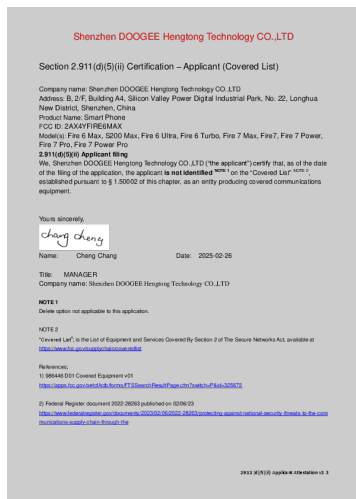 Shenzhen DOOGEE Hengtong Technology CO.,LTD
Section 2.911(d)(5)(ii) Certification – Applicant (Covered List)
Company name: Shenzhen DOOGEE Hengtong Technology CO.,LTD
Address: B, 2/F, Building A4, Silicon Valley Power Digital Industrial Park, No. 22, Longhua
New District, Shenzhen, China
Product Name: Smart Phone
FCC ID: 2AX4YFIRE6MAX
Model(s): Fire 6 Max, S200 Max, Fire 6 Ultra, Fire 6 Turbo, Fire 7 Max, Fire7, Fire 7 Power,
Fire 7 Pro, Fire 7 Power Pro
2.911(d)(5)(ii) Applicant filing
We, Shenzhen DOOGEE Hengtong Technology CO.,LTD (“the applicant”) certify that, as of the date
of the filing of the application, the applicant is not identified NOTE 1 on the “Covered List” NOTE 2,
established pursuant to § 1.50002 of this chapter, as an entity producing covered communications
equipment.
Yours sincerely,
chang cheng
Name: Cheng Chang Date: 2025-02-26
Title: MANAGER
Company name: Shenzhen DOOGEE Hengtong Technology CO.,LTD
NOTE 1
Delete option not applicable to this application.
NOTE 2
“Covered List”; is the List of Equipment and Services Covered By Section 2 of The Secure Networks Act, available at
https://www.fcc.gov/supplychain/coveredlist
References;
1) 986446 D01 Covered Equipment v01
https://apps.fcc.gov/oetcf/kdb/forms/FTSSearchResultPage.cfm?switch=P&id=325672
2) Federal Register document 2022-28263 published on 02/06/23
https://www.federalregister.gov/documents/2023/02/06/2022-28263/protecting-against-national-security-threats-to-the-com
munications-supply-chain-through-the
2.911 (d)(5)(ii) Applicant Attestation v1.3